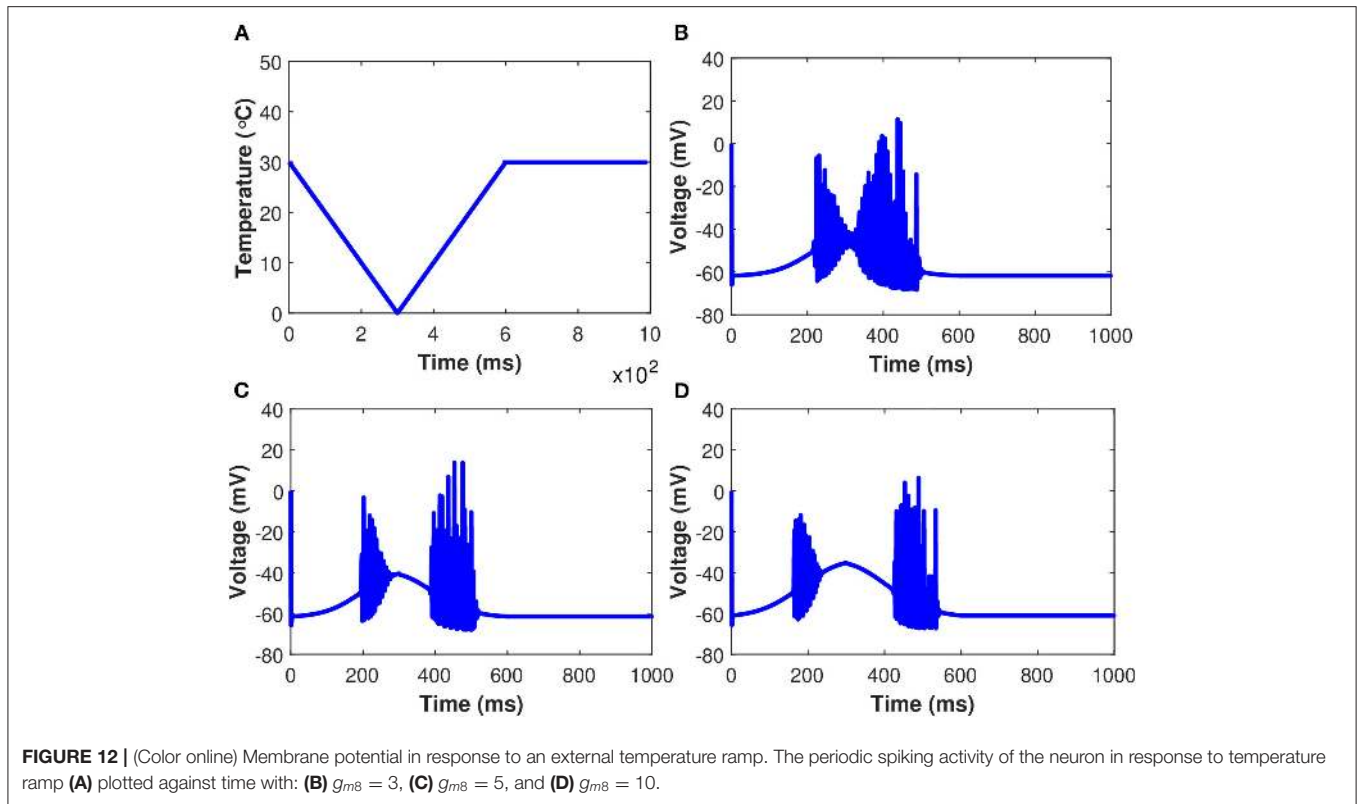 A
50
40
30
20
10
0
Temperature (°C)
0 2 4 6 8 10
Time (ms)
x10²
B
40
20
0
-20
-40
-60
-80
Voltage (mV)
0 200 400 600 800 1000
Time (ms)
C
40
20
0
-20
-40
-60
-80
Voltage (mV)
0 200 400 600 800 1000
Time (ms)
D
40
20
0
-20
-40
-60
-80
Voltage (mV)
0 200 400 600 800 1000
Time (ms)
FIGURE 12 | (Color online) Membrane potential in response to an external temperature ramp. The periodic spiking activity of the neuron in response to temperature
ramp (A) plotted against time with: (B) gm8 = 3, (C) gm8 = 5, and (D) gm8 = 10.